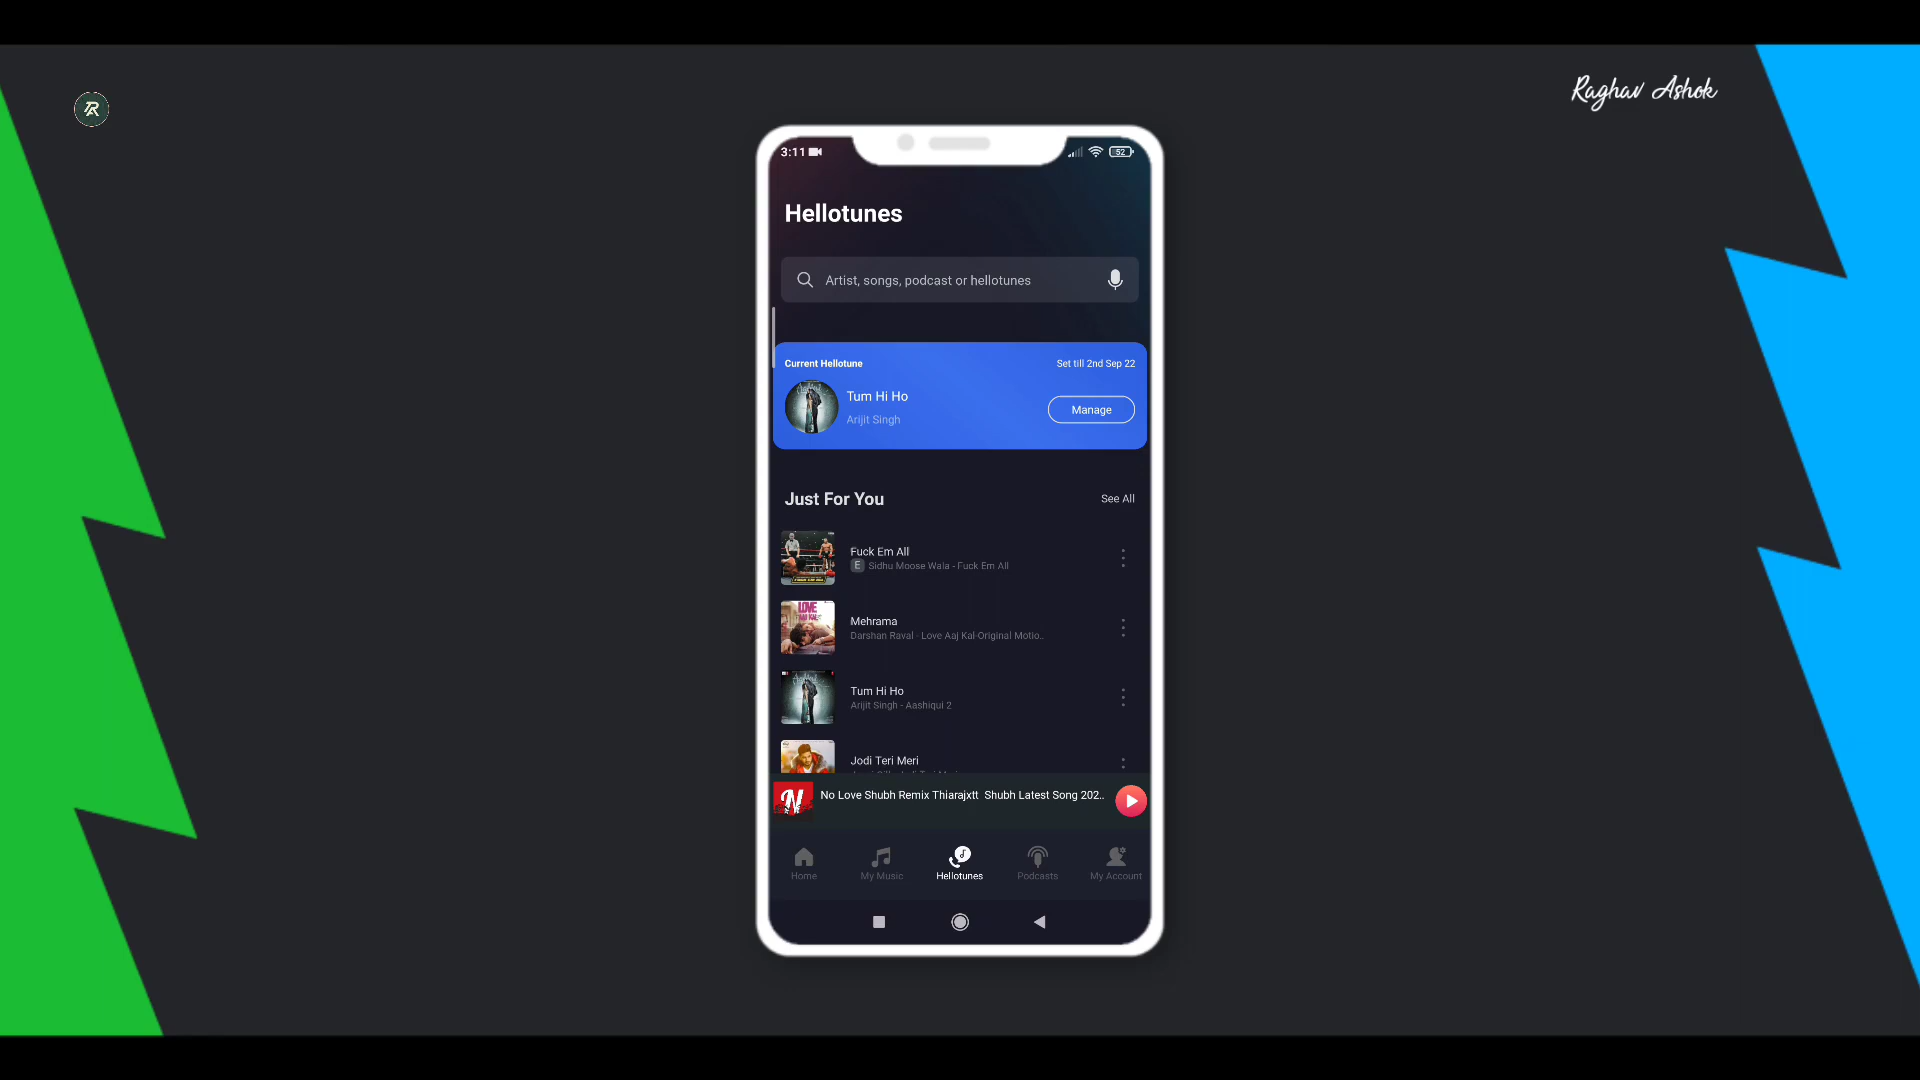 Raghav Ashok
3:11
52
Hellotunes
Artist, songs, podcast or hellotunes
Current Hellotune
Set till 2nd Sep 22
Tum Hi Ho
Arijit Singh
Manage
Just For You
See All
Fuck Em All
E Sidhu Moose Wala - Fuck Em All
LOVE
Mehrama
Darshan Raval - Love Aaj Kal-Original Motio..
Tum Hi Ho
Arijit Singh - Aashiqui 2
Jodi Teri Meri
No Love Shubh Remix Thiarajxtt Shubh Latest Song 202..
Home
My Music
Hellotunes
Podcasts
My Account